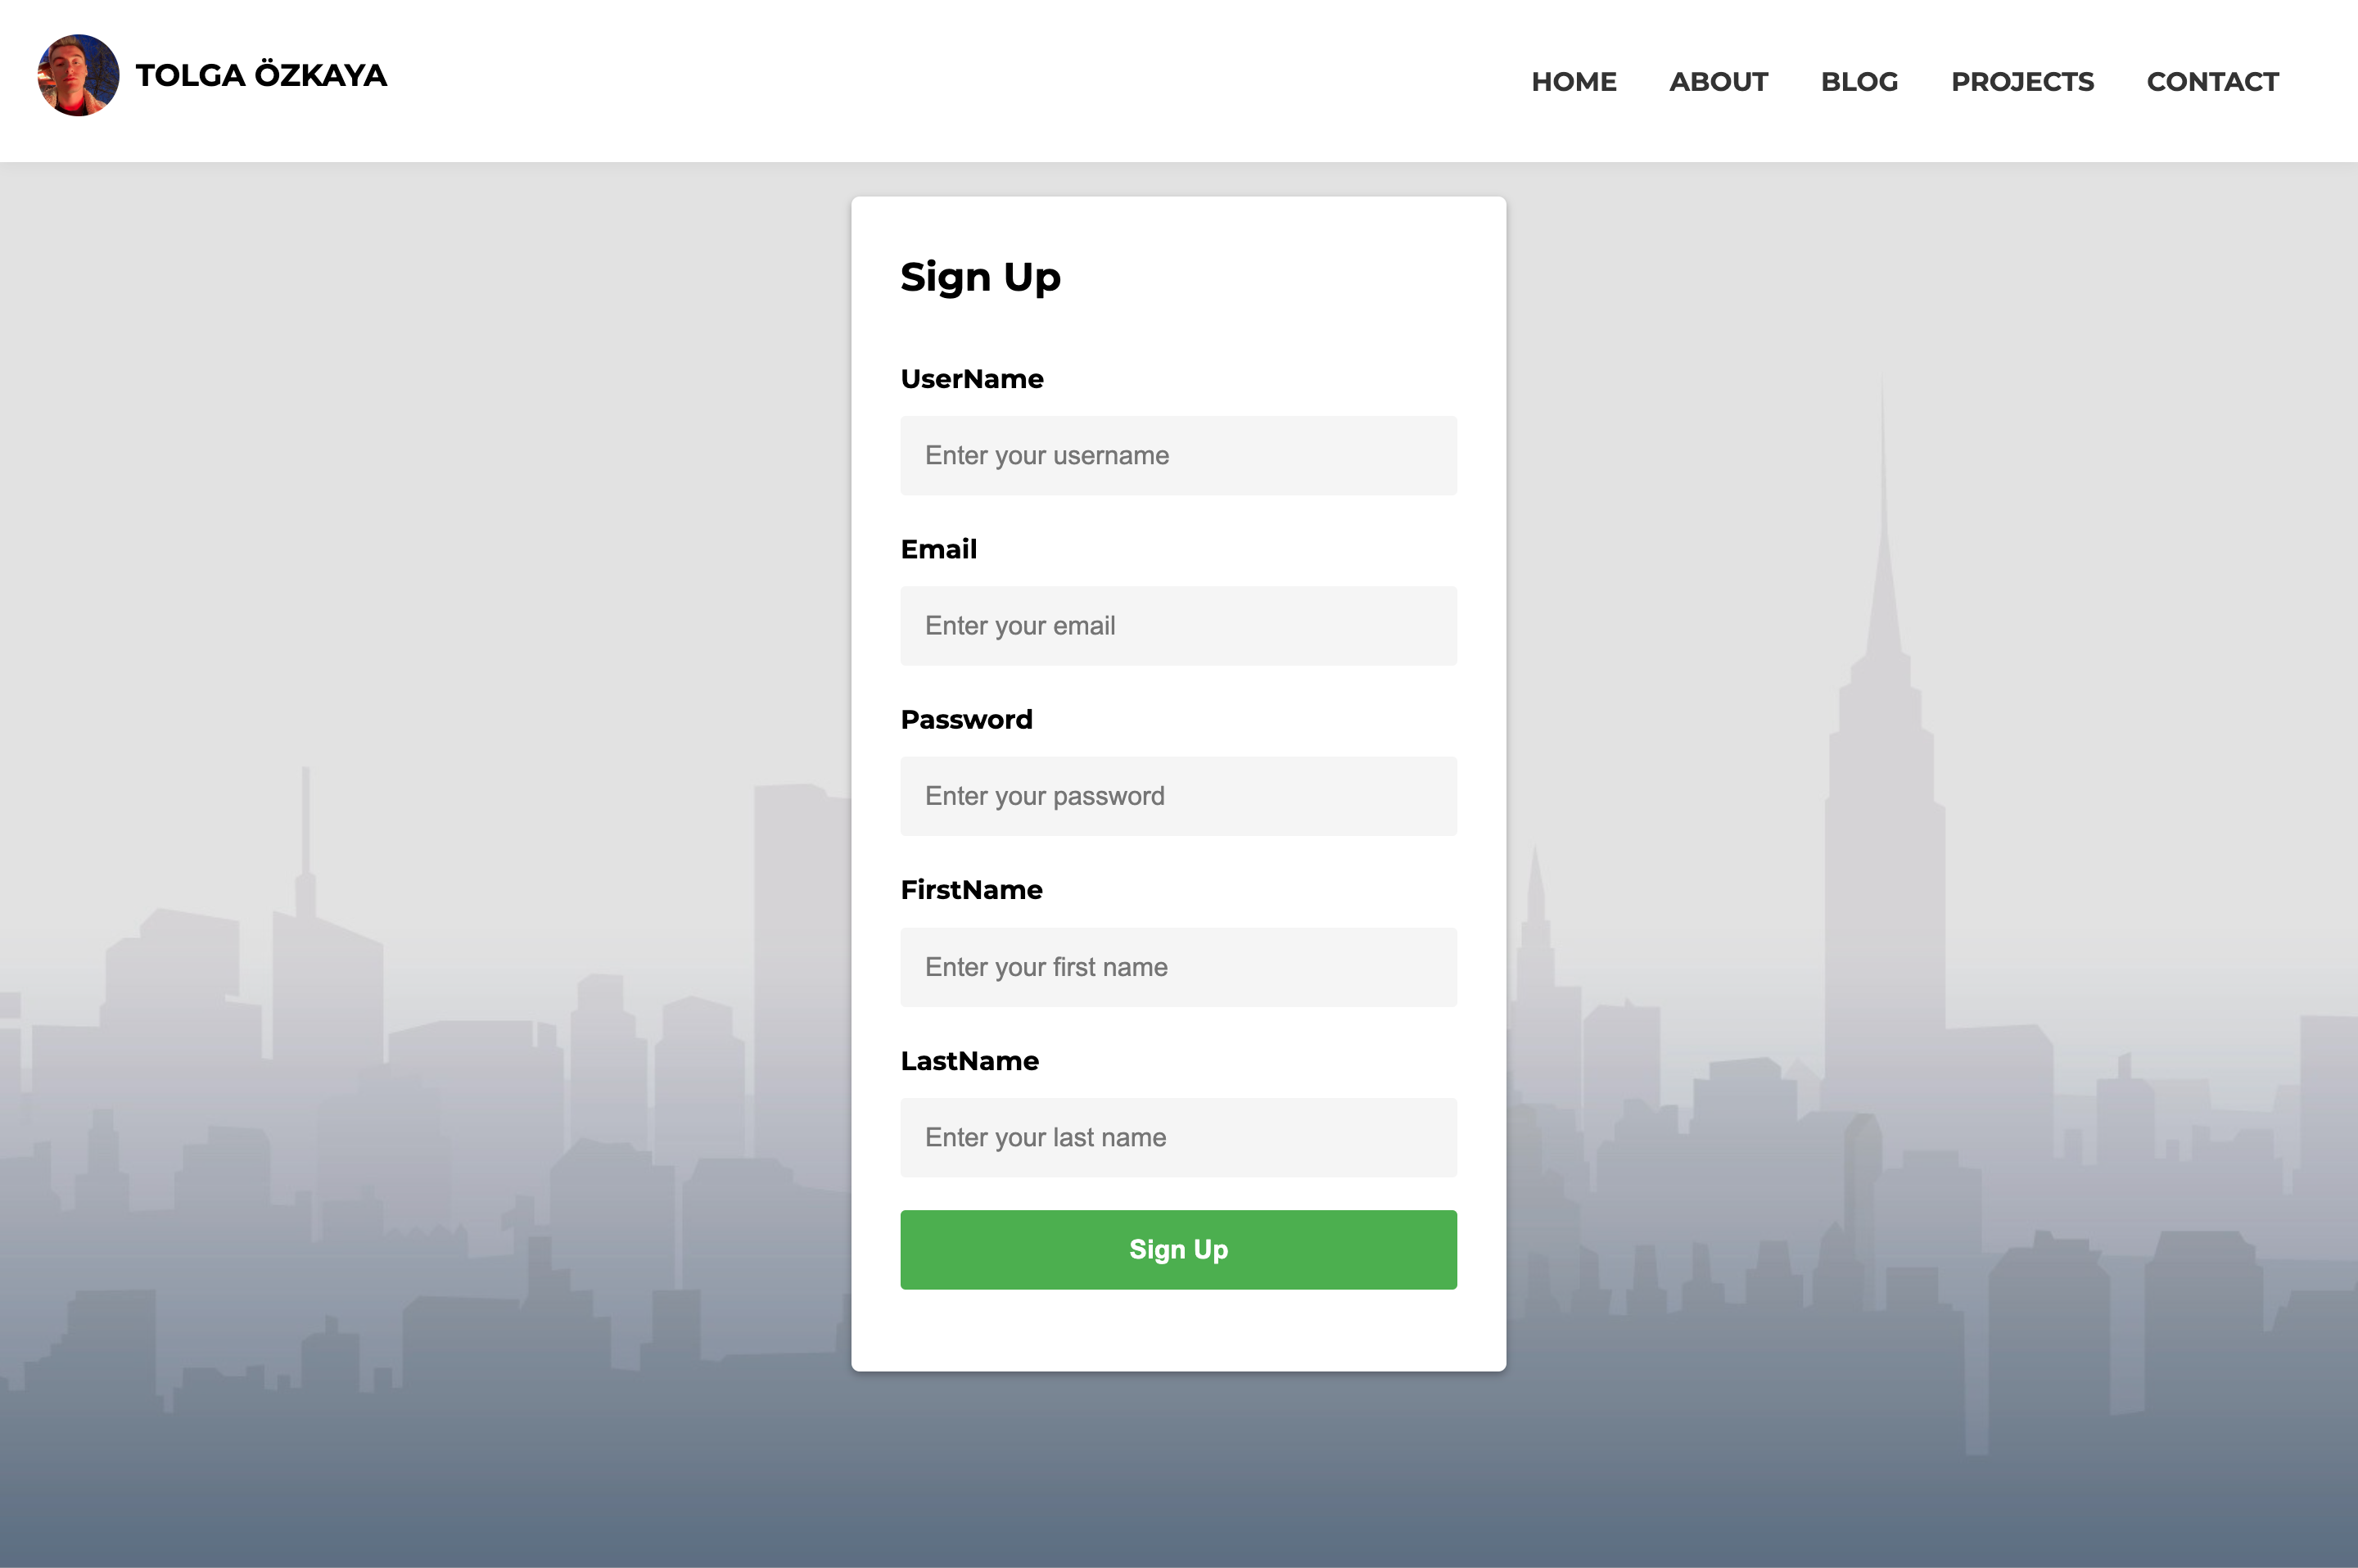 TOLGA ÖZKAYA
HOME ABOUT BLOG PROJECTS CONTACT
Sign Up
UserName
Enter your username
Email
Enter your email
Password
Enter your password
FirstName
Enter your first name
LastName
Enter your last name
Sign Up